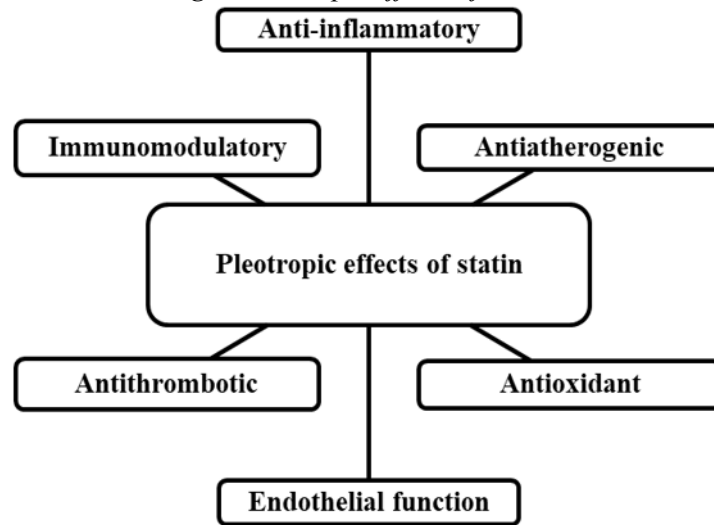 Anti-inflammatory
Immunomodulatory
Antiatherogenic
Pleotropic effects of statin
Antithrombotic
Antioxidant
Endothelial function